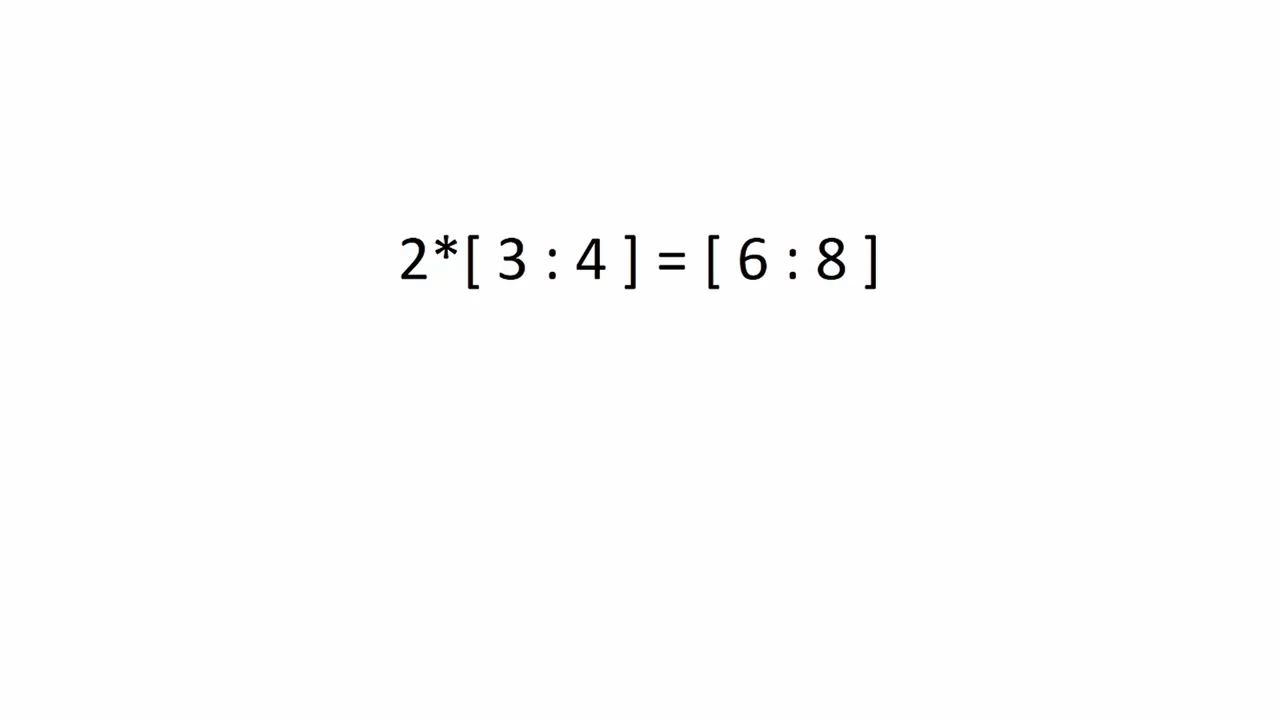 2*[ 3 : 4 ] = [ 6 : 8 ]